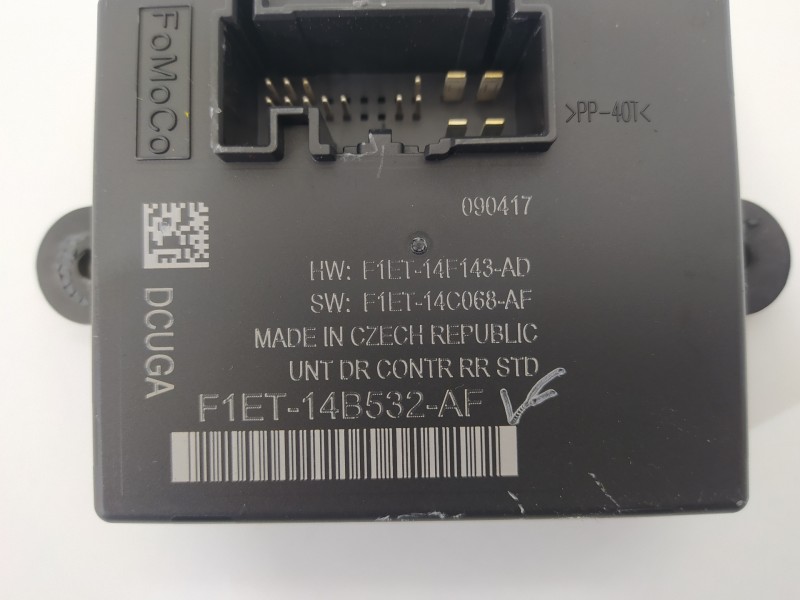 FoMoCo
>PP-40T<
090417
HW: F1ET-14F143-AD
SW: F1ET-14C068-AF
MADE IN CZECH REPUBLIC
UNT DR CONTR RR STD
DCUGA
F1ET-14B532-AF